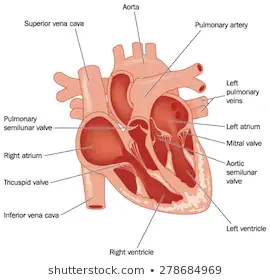 Aorta
Superior vena cava
Pulmonary artery
Left
pulmonary
veins
Pulmonary
semilunar valve
Left atrium
Mitral valve
Right atrium
Aortic
semilunar
valve
Tricuspid valve
Inferior vena cava
Left ventricle
Right ventricle
shutterstock • 278684969